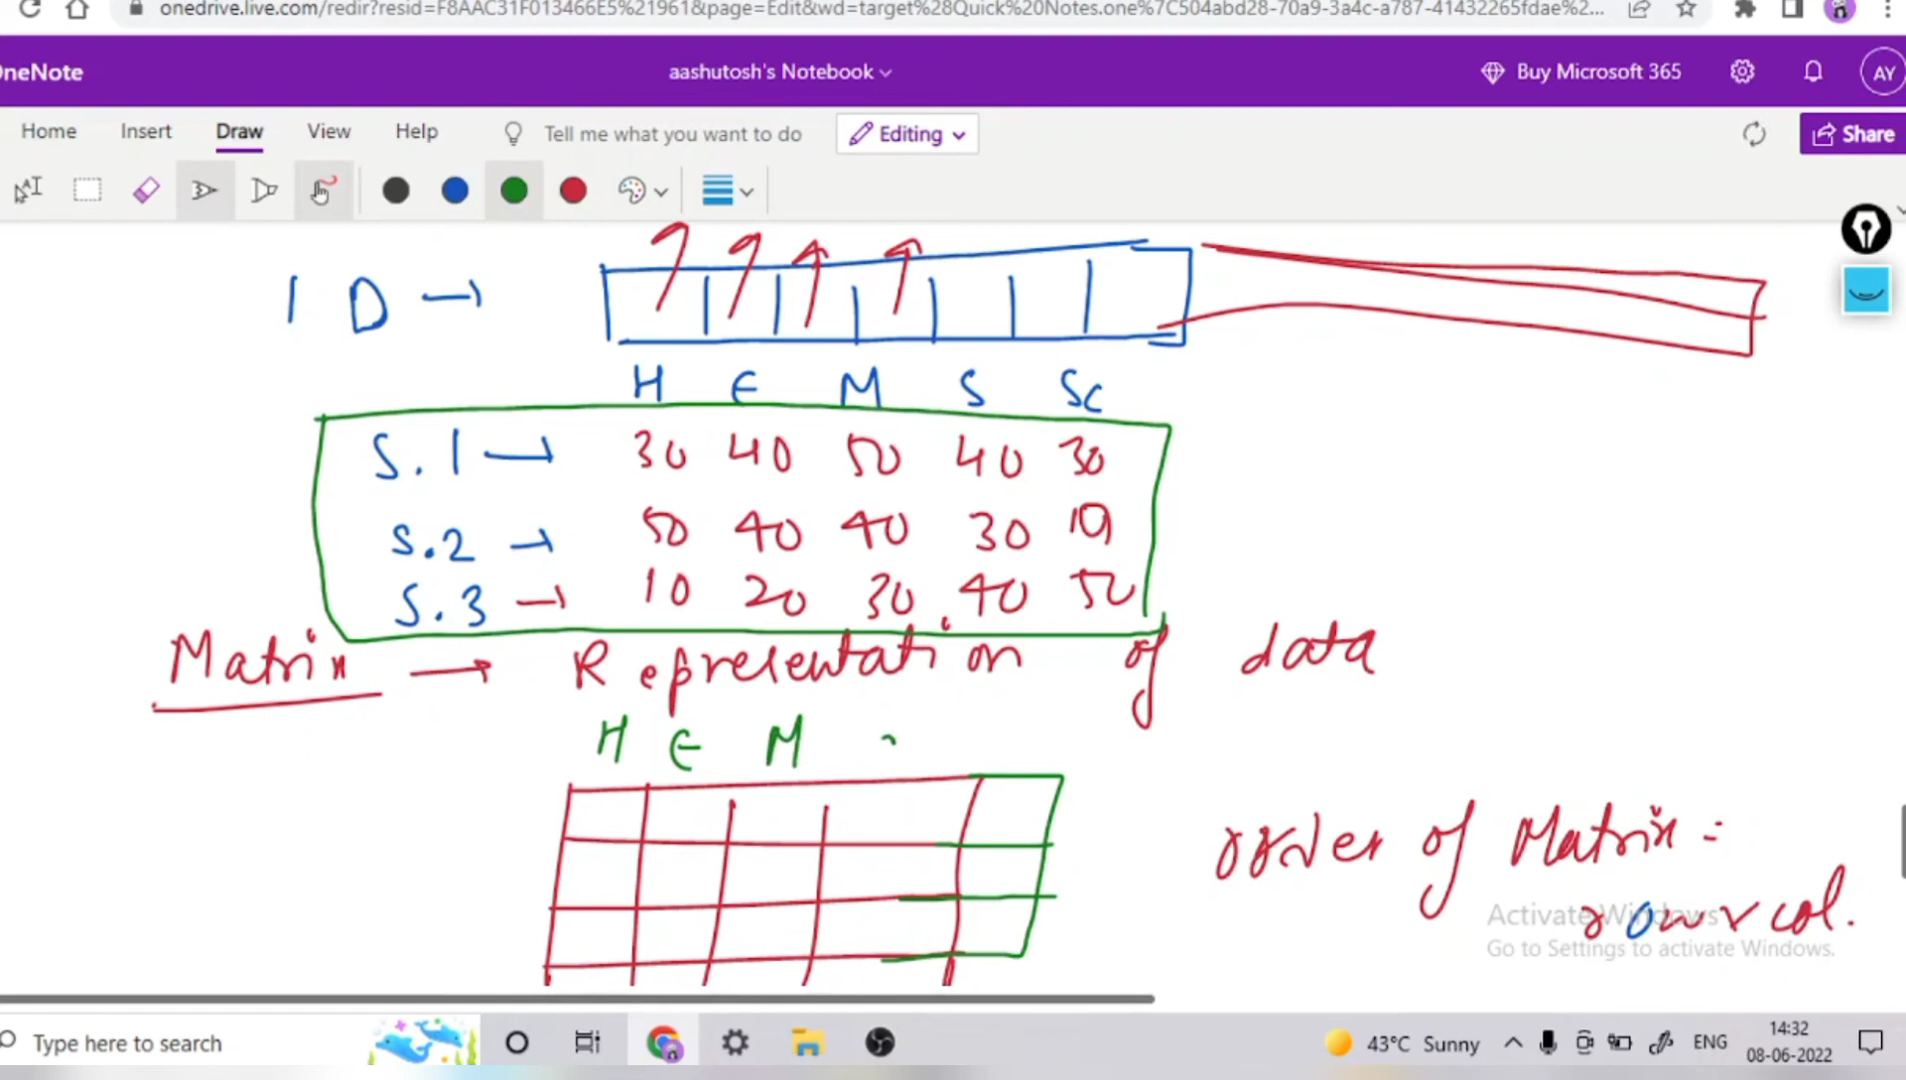 onedrive.live.com/redir?resid=F8AAC31F013466E5%21961&page=Edit&wd=target%28Quick%20Notes.one%7C504abd28-70a9-3a4c-a787-41432265fdae%2...
OneNote
aashutosh's Notebook
Buy Microsoft 365
AY
Home Insert Draw View Help
Tell me what you want to do
Editing
Share
1 D →
H E M S Sc
S.1 → 30 40 50 40 30
S.2 → 50 40 40 30 10
S.3 → 10 20 30 40 50
Matrix → Representation of data
H E M
order of Matrix =
row x col.
Activate Windows
Go to Settings to activate Windows.
Type here to search
43°C Sunny
ENG
14:32
08-06-2022